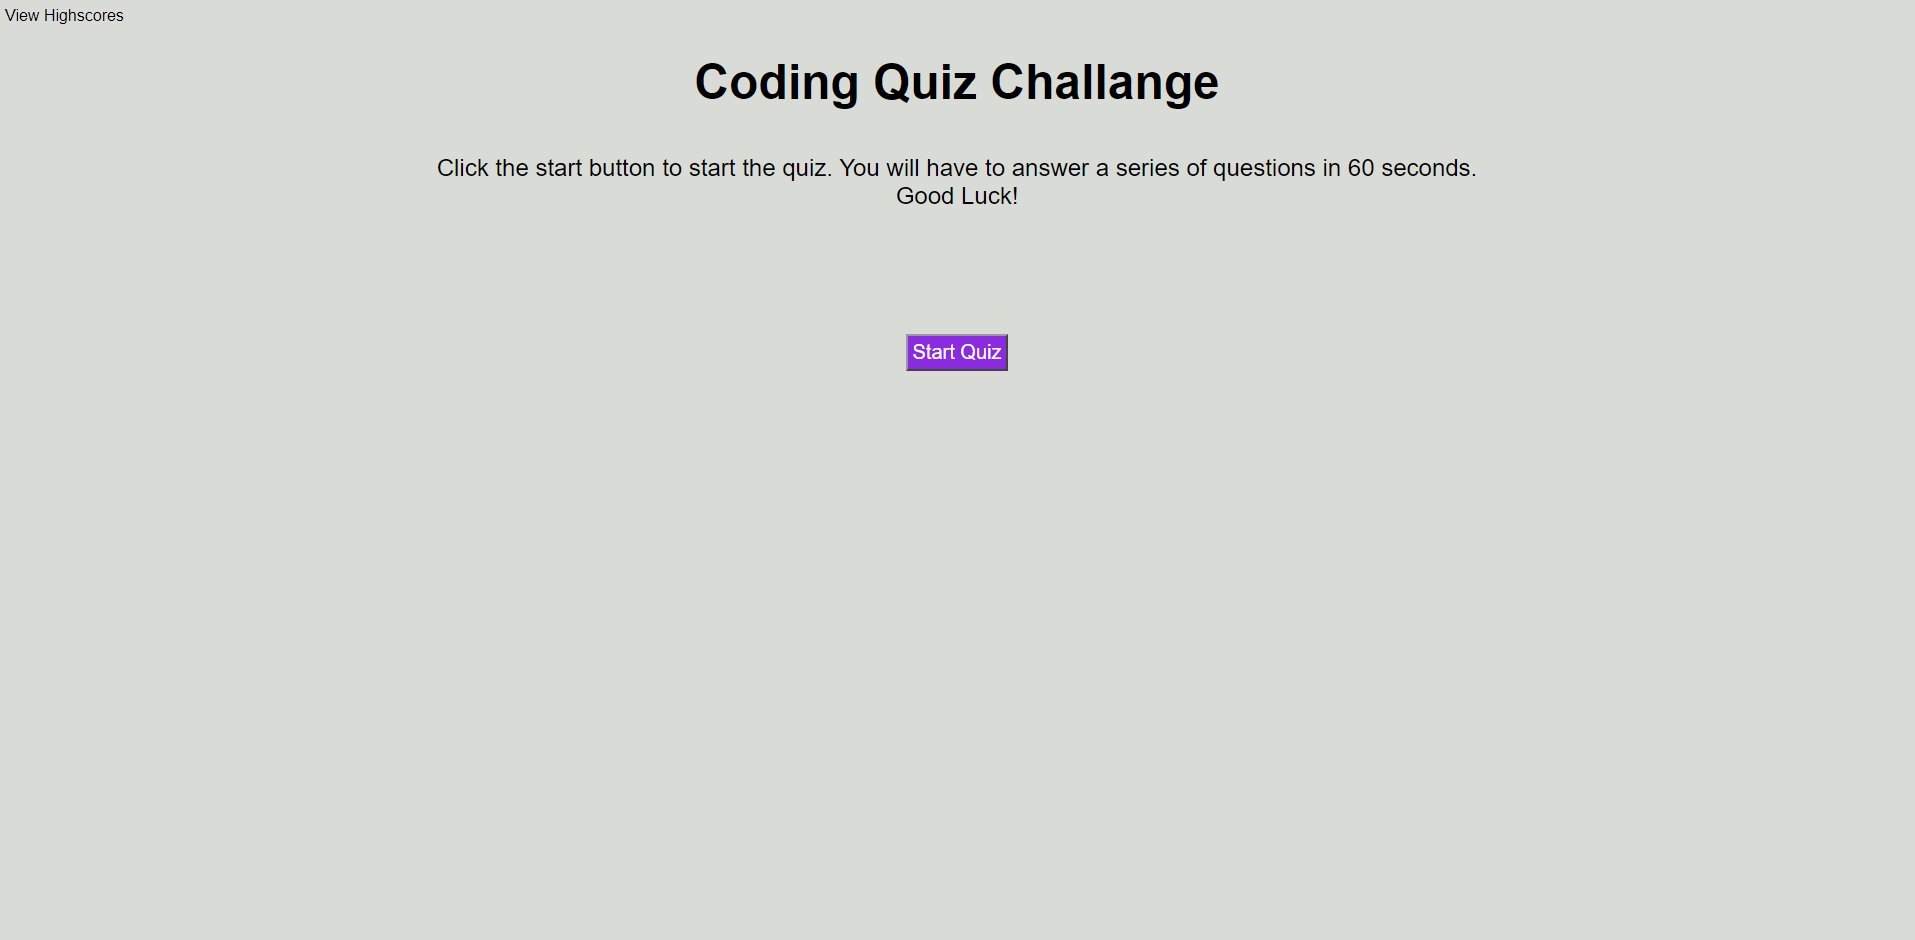 View Highscores
Coding Quiz Challange
Click the start button to start the quiz. You will have to answer a series of questions in 60 seconds.
Good Luck!
Start Quiz